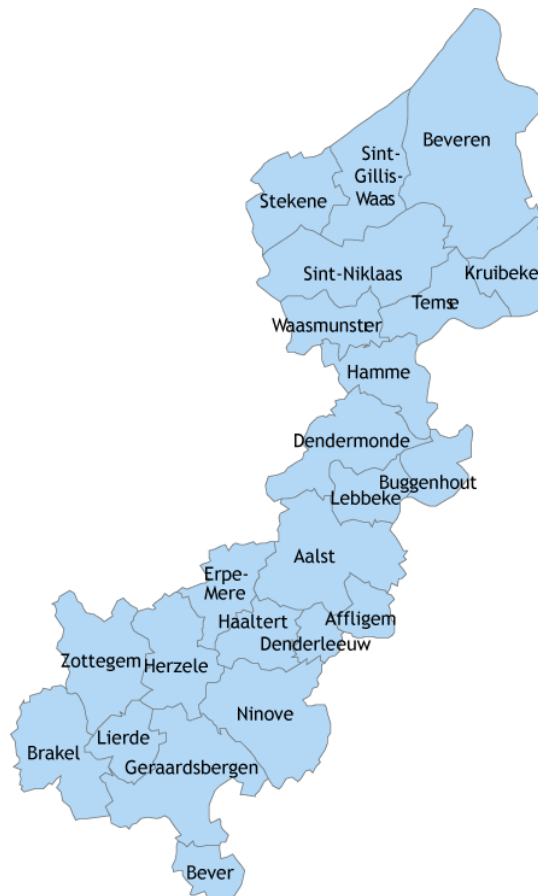 Beveren
Sint-
Gillis-
Waas
Stekene
Sint-Niklaas
Kruibeke
Temse
Waasmunster
Hamme
Dendermonde
Buggenhout
Lebbeke
Aalst
Erpe-
Mere
Haaltert
Affligem
Denderleeuw
Zottegem
Herzele
Ninove
Lierde
Brakel
Geraardsbergen
Bever